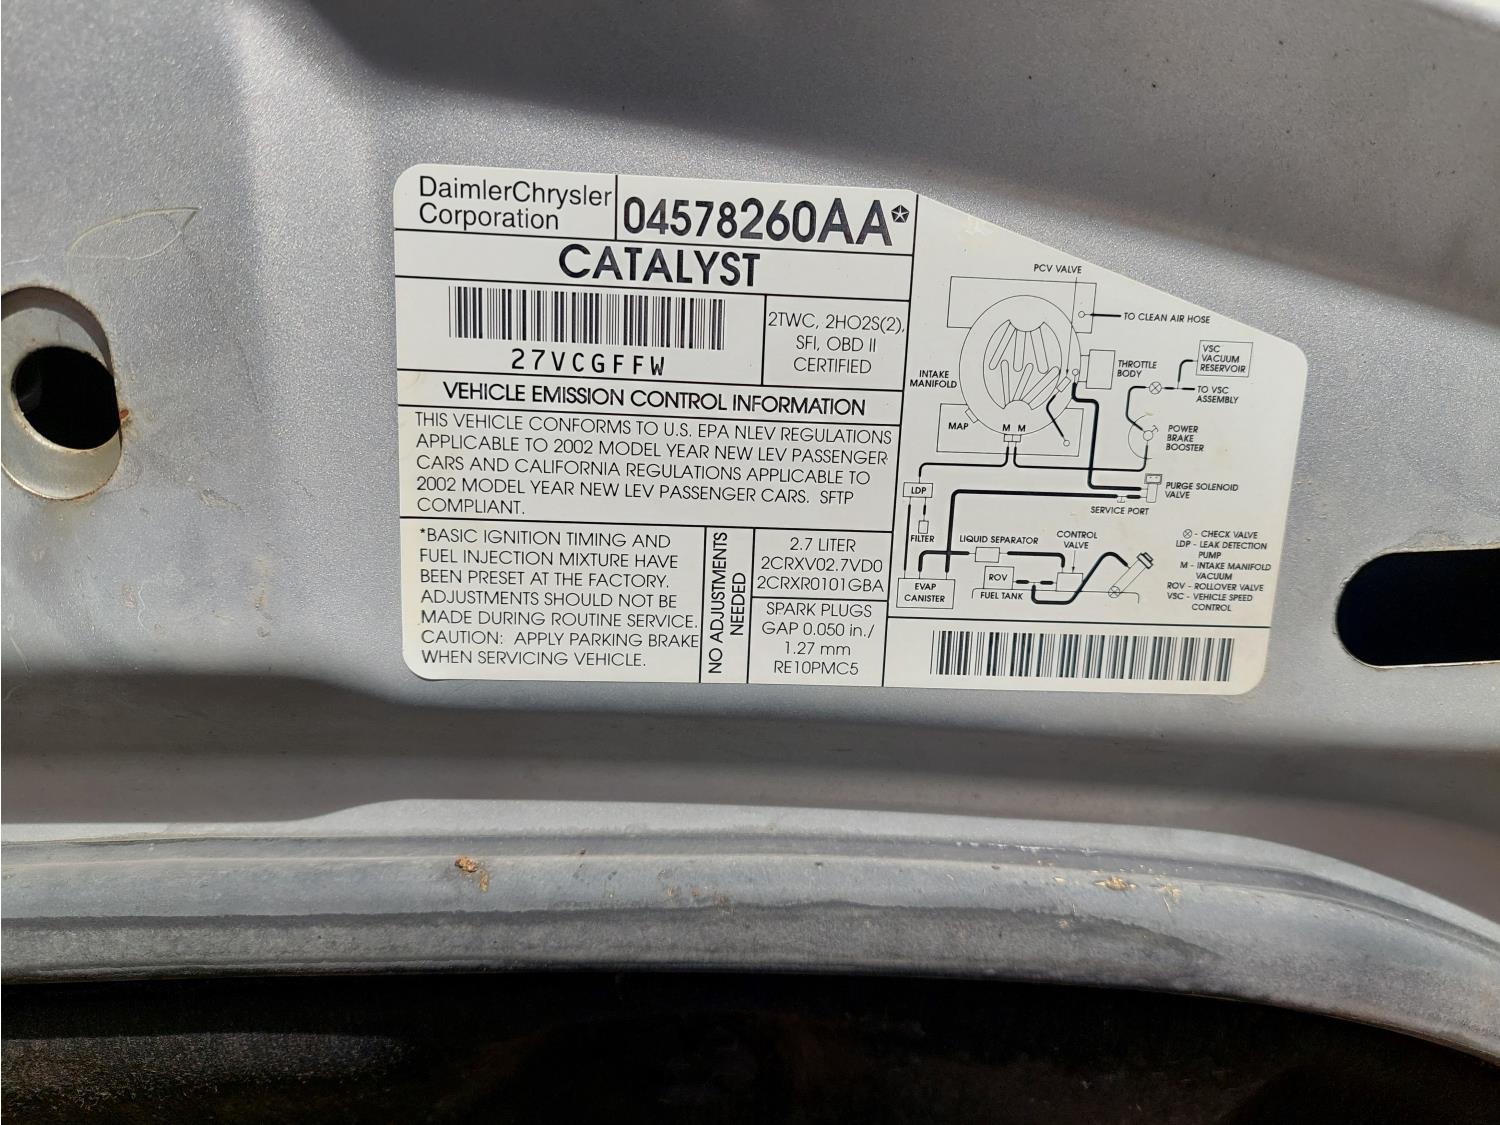 DaimlerChrysler
Corporation
04578260AA*
CATALYST
27VCGFFW
2TWC, 2HO2S(2),
SFI, OBD II
CERTIFIED
VEHICLE EMISSION CONTROL INFORMATION
THIS VEHICLE CONFORMS TO U.S. EPA NLEV REGULATIONS
APPLICABLE TO 2002 MODEL YEAR NEW LEV PASSENGER
CARS AND CALIFORNIA REGULATIONS APPLICABLE TO
2002 MODEL YEAR NEW LEV PASSENGER CARS. SFTP
COMPLIANT.
*BASIC IGNITION TIMING AND
FUEL INJECTION MIXTURE HAVE
BEEN PRESET AT THE FACTORY.
ADJUSTMENTS SHOULD NOT BE
MADE DURING ROUTINE SERVICE.
CAUTION: APPLY PARKING BRAKE
WHEN SERVICING VEHICLE.
NO ADJUSTMENTS
NEEDED
2.7 LITER
2CRXV02.7VD0
2CRXR0101GBA
SPARK PLUGS
GAP 0.050 in./
1.27 mm
RE10PMC5
PCV VALVE
TO CLEAN AIR HOSE
VSC
VACUUM
RESERVOIR
THROTTLE
BODY
INTAKE
MANIFOLD
TO VSC
ASSEMBLY
MAP
M M
POWER
BRAKE
BOOSTER
LDP
PURGE SOLENOID
VALVE
SERVICE PORT
FILTER
LIQUID SEPARATOR
CONTROL
VALVE
ROV
FUEL TANK
EVAP
CANISTER
- CHECK VALVE
LDP - LEAK DETECTION
PUMP
M - INTAKE MANIFOLD
VACUUM
ROV - ROLLOVER VALVE
VSC - VEHICLE SPEED
CONTROL